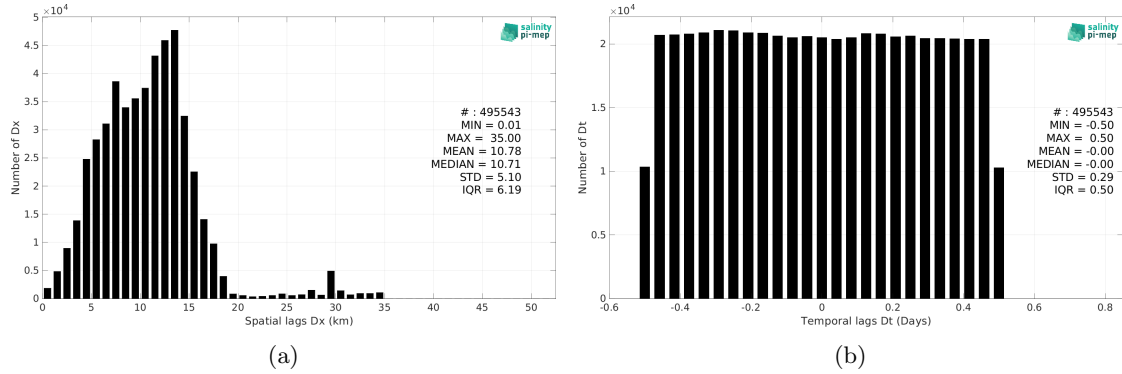 ×10⁴
5
4.5
4
3.5
3
2.5
2
1.5
1
0.5
0
Number of Dx
salinity
pi-mep
# : 495543
MIN = 0.01
MAX = 35.00
MEAN = 10.78
MEDIAN = 10.71
STD = 5.10
IQR = 6.19
0 5 10 15 20 25 30 35 40 45 50
Spatial lags Dx (km)
(a)
×10⁴
2
1.5
1
0.5
0
Number of Dt
salinity
pi-mep
# : 495543
MIN = -0.50
MAX = 0.50
MEAN = -0.00
MEDIAN = -0.00
STD = 0.29
IQR = 0.50
-0.6 -0.4 -0.2 0 0.2 0.4 0.6 0.8
Temporal lags Dt (Days)
(b)